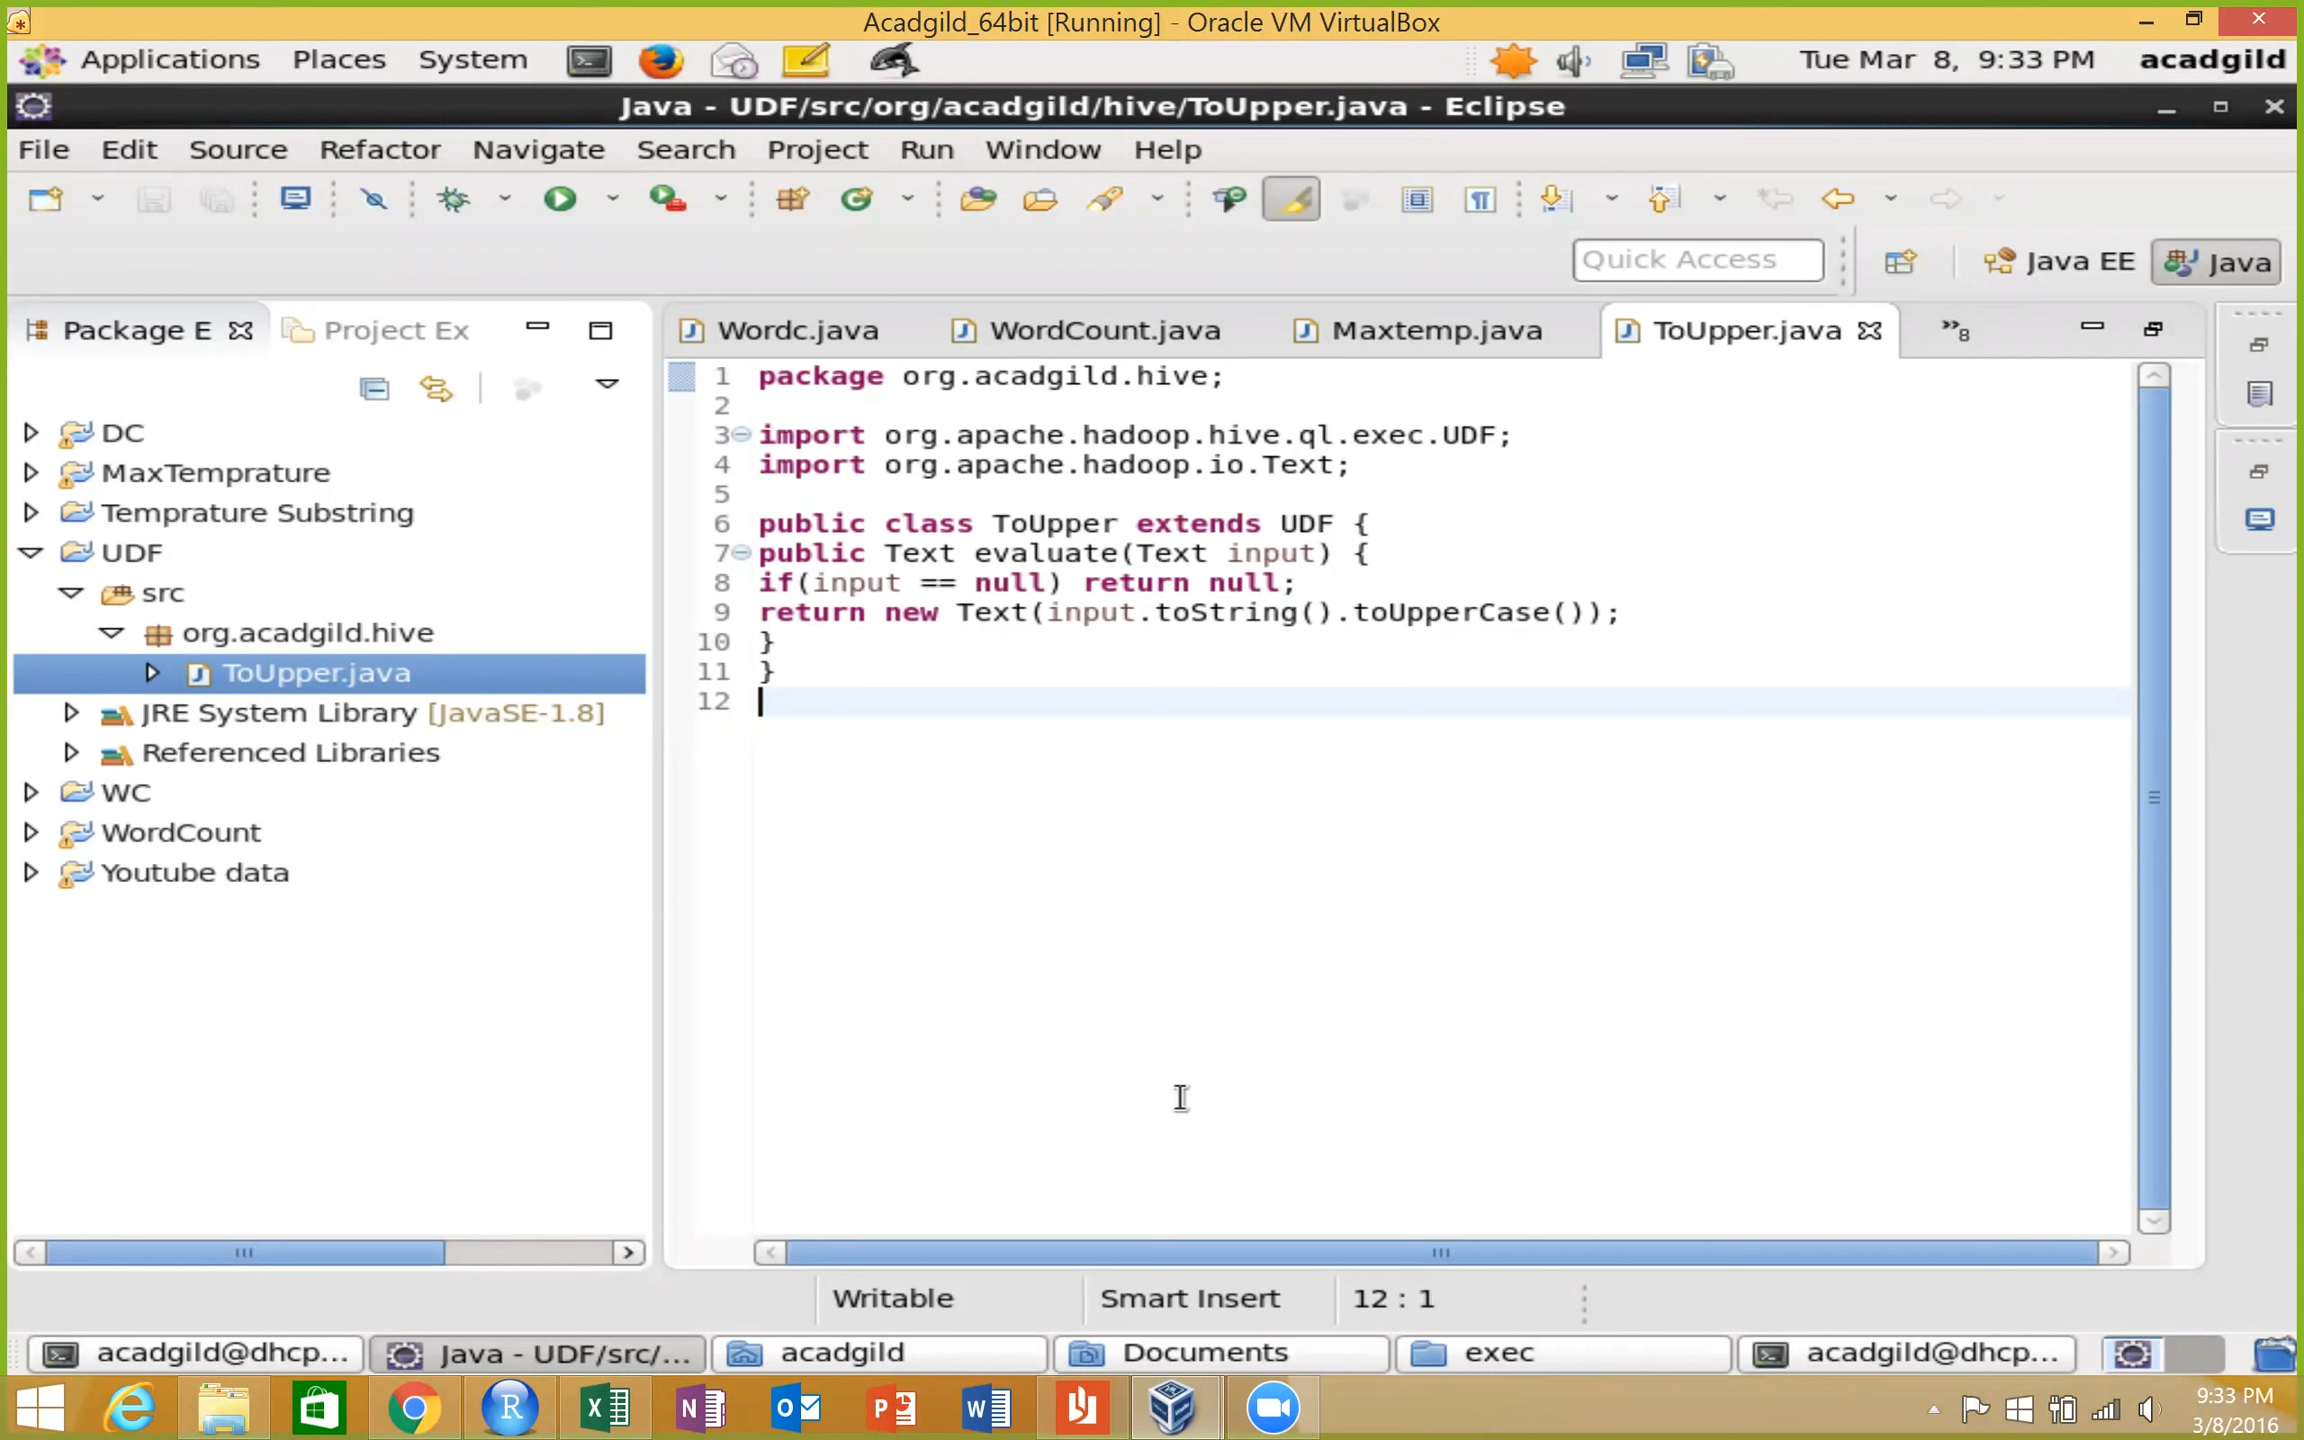 Acadgild_64bit [Running] - Oracle VM VirtualBox
Applications Places System Tue Mar 8, 9:33 PM acadgild
Java - UDF/src/org/acadgild/hive/ToUpper.java - Eclipse
File Edit Source Refactor Navigate Search Project Run Window Help
Quick Access Java EE Java
Package E Project Ex
Wordc.java WordCount.java Maxtemp.java ToUpper.java »8
DC
MaxTemprature
Temprature Substring
UDF
src
org.acadgild.hive
ToUpper.java
JRE System Library [JavaSE-1.8]
Referenced Libraries
WC
WordCount
Youtube data
1 package org.acadgild.hive;
2
3 import org.apache.hadoop.hive.ql.exec.UDF;
4 import org.apache.hadoop.io.Text;
5
6 public class ToUpper extends UDF {
7 public Text evaluate(Text input) {
8 if(input == null) return null;
9 return new Text(input.toString().toUpperCase());
10 }
11 }
12
Writable Smart Insert 12 : 1
acadgild@dhcp... Java - UDF/src/... acadgild Documents exec acadgild@dhcp...
9:33 PM
3/8/2016